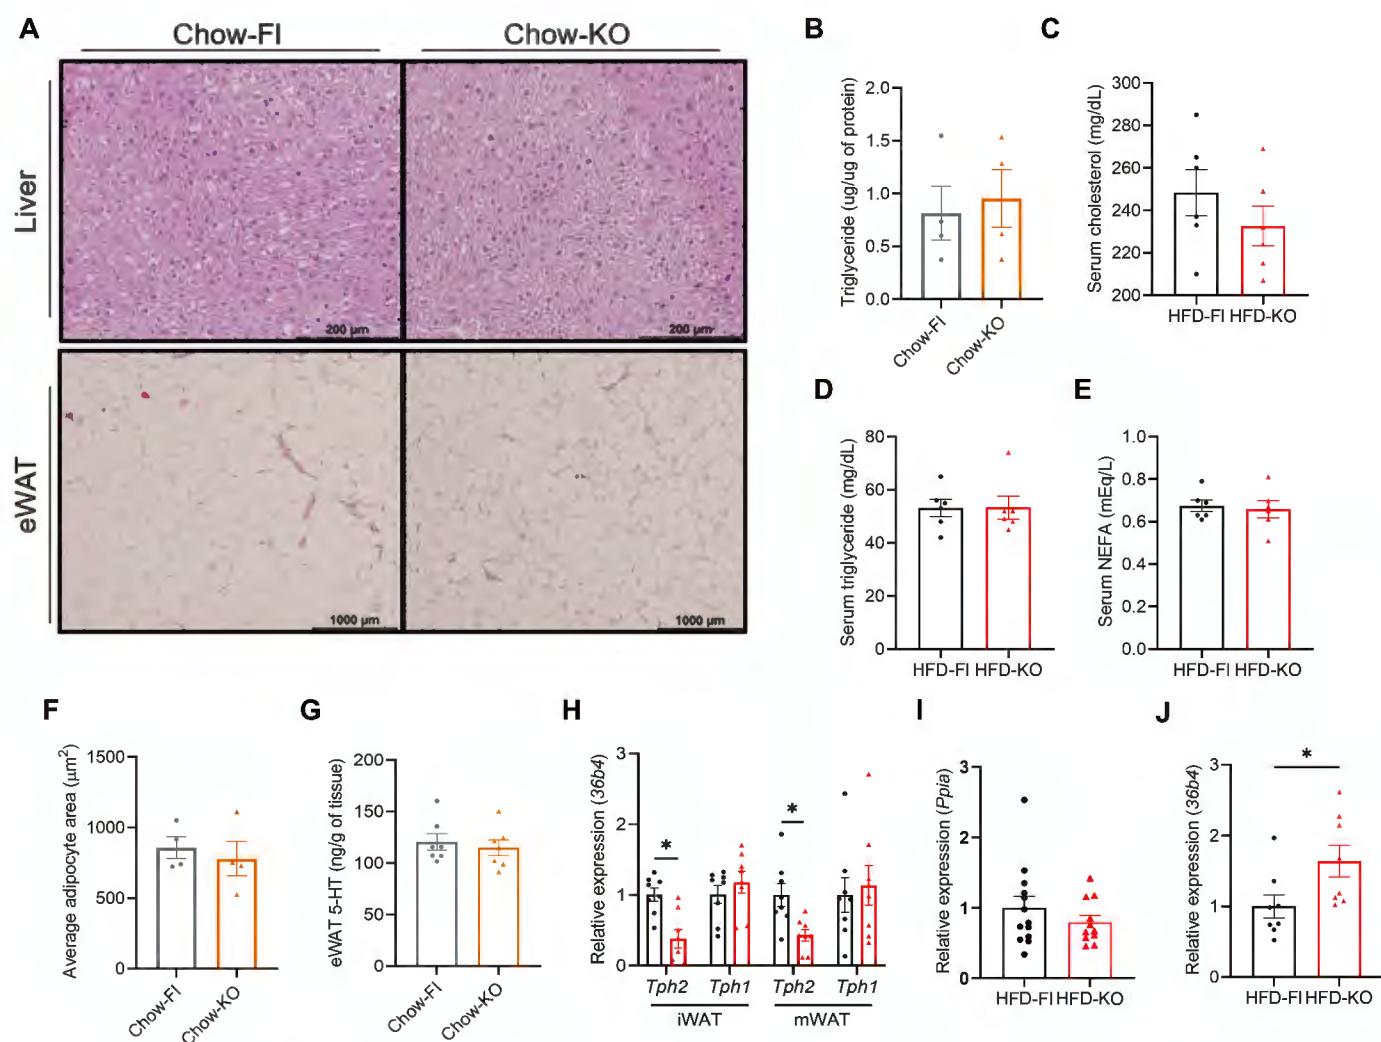 A
Chow-Fl
Chow-KO
Liver
200 µm
200 µm
eWAT
1000 µm
1000 µm
B
Triglyceride (ug/ug of protein)
2.0
1.5
1.0
0.5
0.0
Chow-Fl
Chow-KO
C
Serum cholesterol (mg/dL)
300
280
260
240
220
200
HFD-Fl HFD-KO
D
Serum triglyceride (mg/dL)
80
60
40
20
0
HFD-Fl HFD-KO
E
Serum NEFA (mEq/L)
1.0
0.8
0.6
0.4
0.2
0.0
HFD-Fl HFD-KO
F
Average adipocyte area (μm²)
1500
1000
500
0
Chow-Fl
Chow-KO
G
eWAT 5-HT (ng/g of tissue)
200
150
100
50
0
Chow-Fl
Chow-KO
H
Relative expression (36b4)
3
2
1
0
*
*
Tph2 Tph1 Tph2 Tph1
iWAT mWAT
I
Relative expression (Ppia)
3
2
1
0
HFD-Fl HFD-KO
J
Relative expression (36b4)
3
2
1
0
*
HFD-Fl HFD-KO